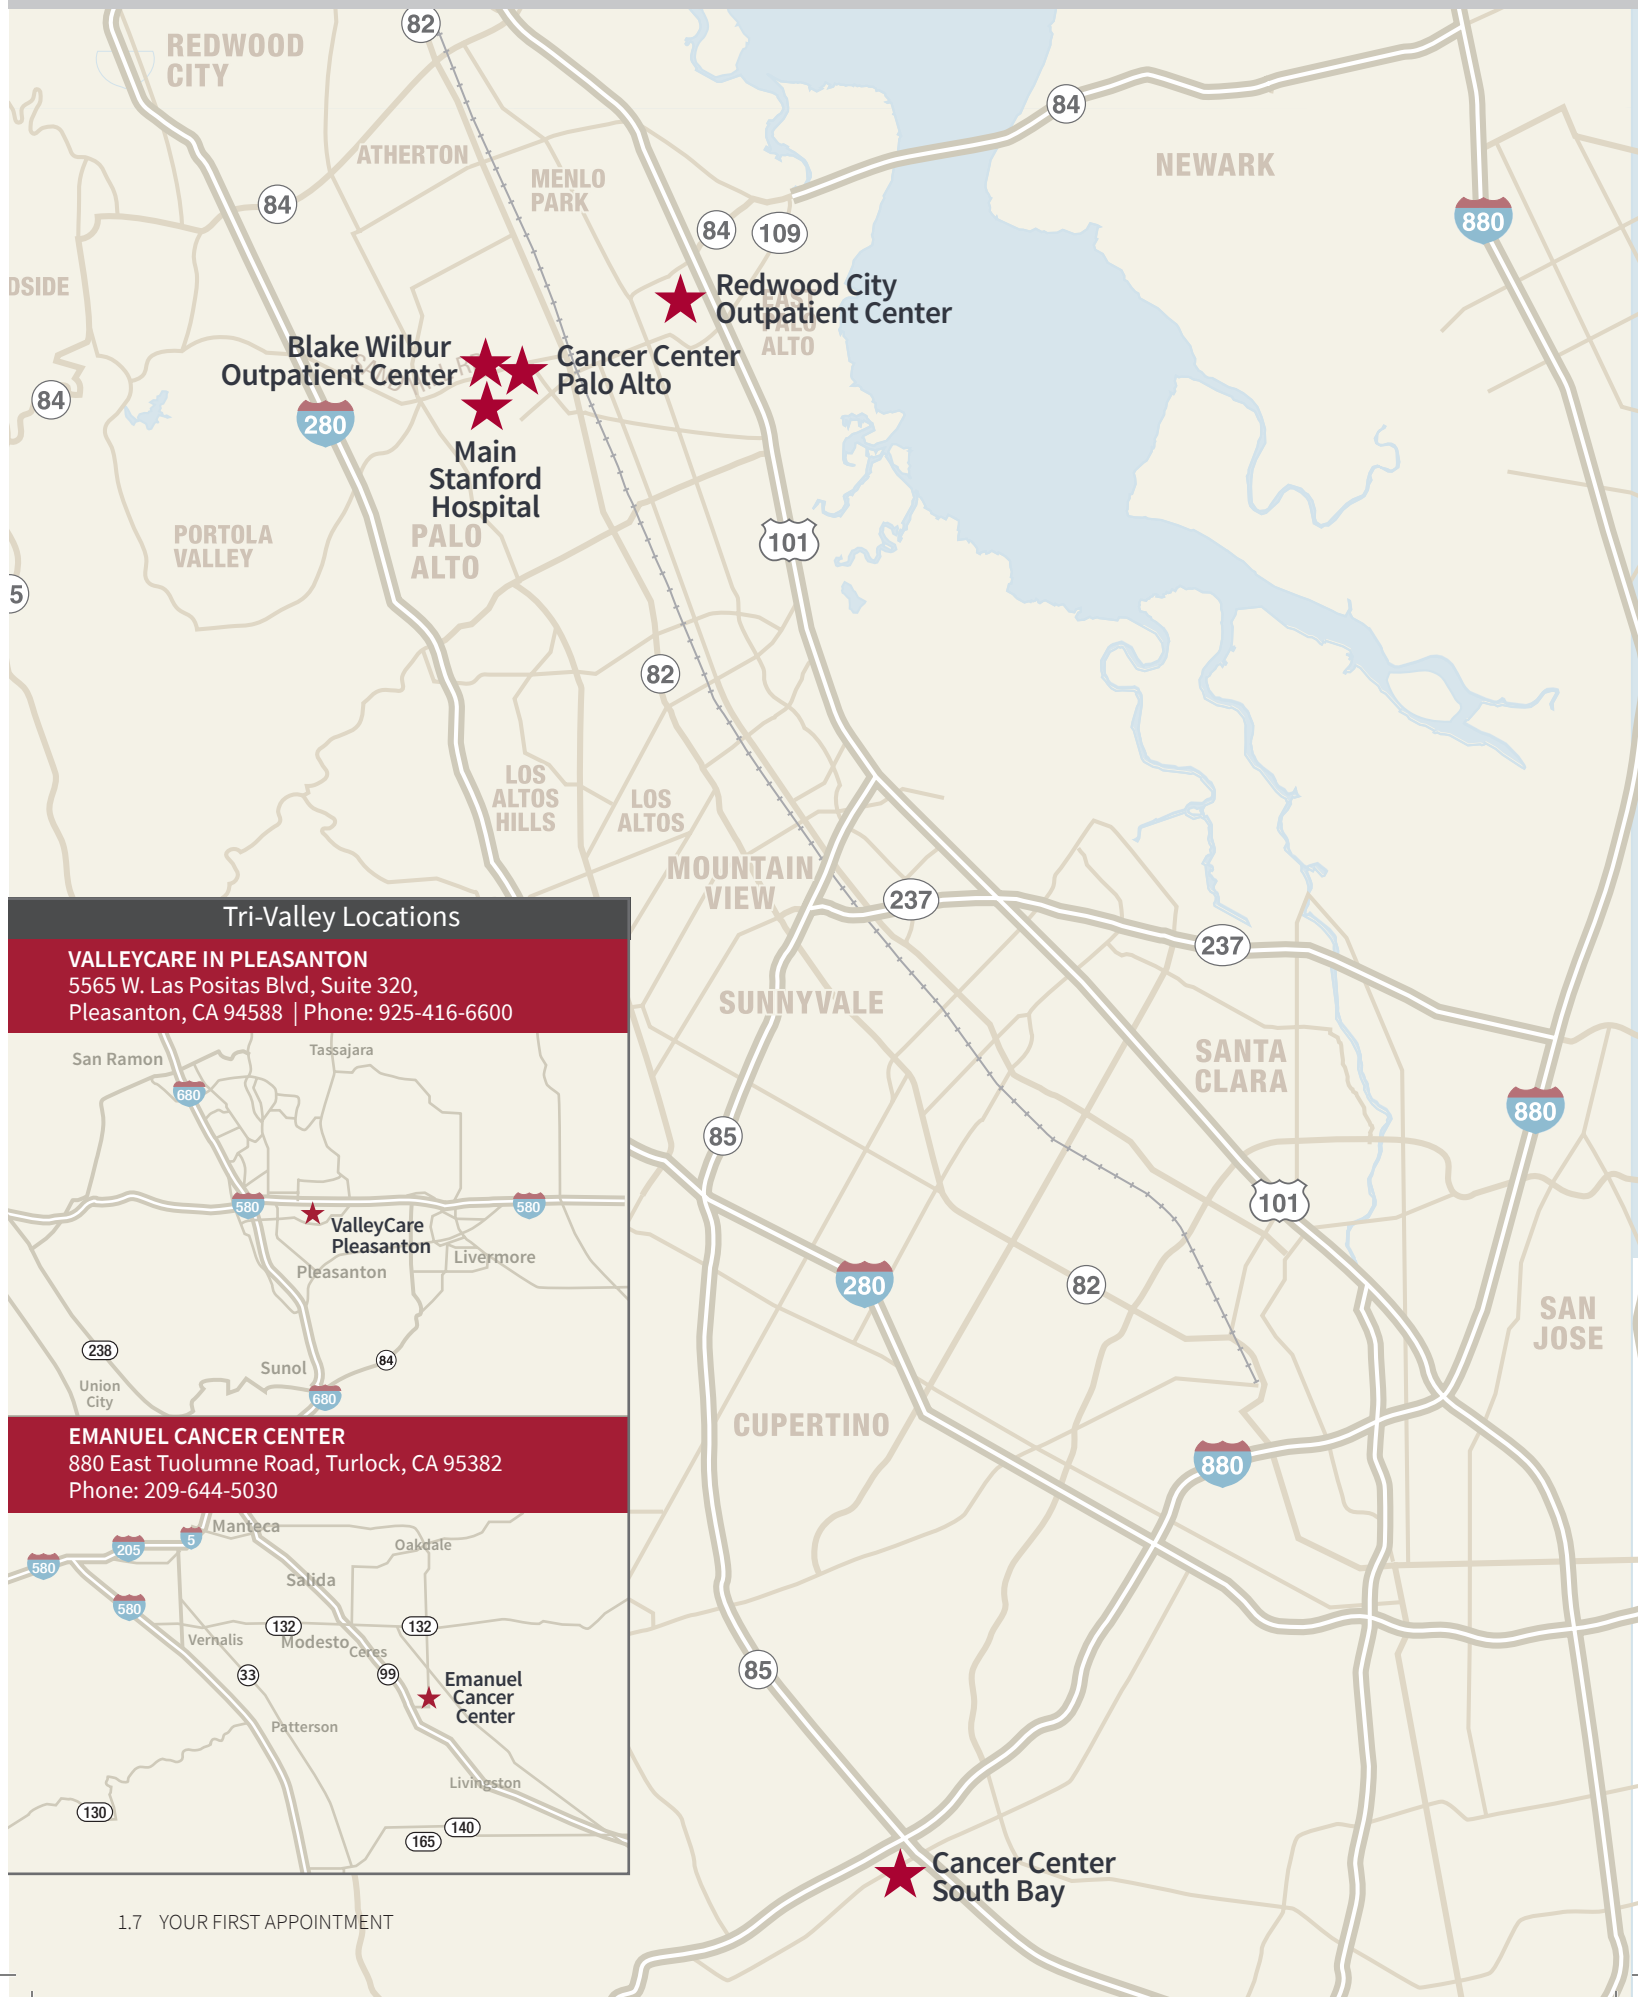 82
REDWOOD
CITY
84
ATHERTON
NEWARK
MENLO
PARK
84
880
84
109
DSIDE
Redwood City
Outpatient Center
EAST
PALO
ALTO
Blake Wilbur
Outpatient Center
Cancer Center
Palo Alto
84
280
Main
Stanford
Hospital
PORTOLA
VALLEY
PALO
ALTO
101
5
82
LOS
ALTOS
HILLS
LOS
ALTOS
MOUNTAIN
VIEW
237
237
Tri-Valley Locations
VALLEYCARE IN PLEASANTON
5565 W. Las Positas Blvd, Suite 320,
Pleasanton, CA 94588 | Phone: 925-416-6600
SUNNYVALE
SANTA
CLARA
San Ramon
Tassajara
680
880
85
580
580
101
ValleyCare
Pleasanton
Livermore
Pleasanton
280
82
SAN
JOSE
238
84
Sunol
Union
City
680
CUPERTINO
EMANUEL CANCER CENTER
880 East Tuolumne Road, Turlock, CA 95382
Phone: 209-644-5030
880
Manteca
5
205
Oakdale
580
Salida
580
132
132
Vernalis
Modesto
Ceres
33
99
85
Emanuel
Cancer
Center
Patterson
Livingston
130
140
165
Cancer Center
South Bay
1.7 YOUR FIRST APPOINTMENT